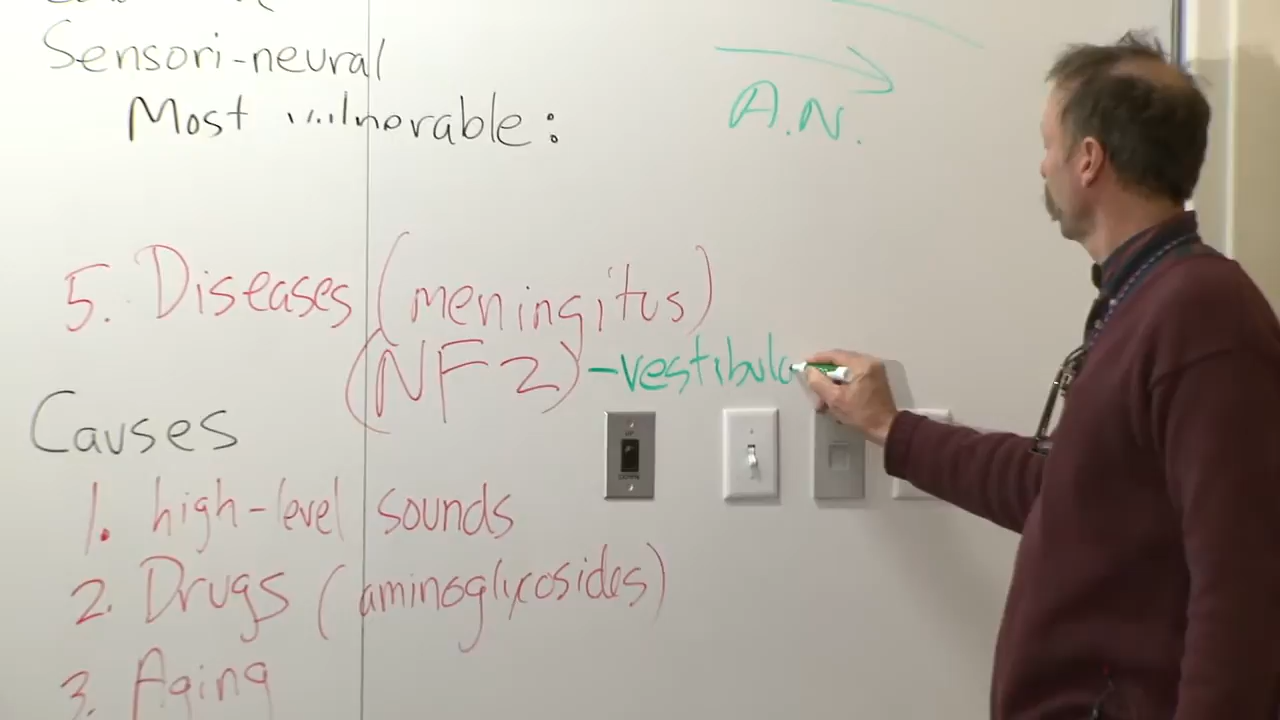 Sensori-neural
Most vulnerable:
A.N.
5. Diseases (meningitus)
(NF2) -vestibula
Causes
1. high-level sounds
2. Drugs (aminoglycosides)
3. Aging